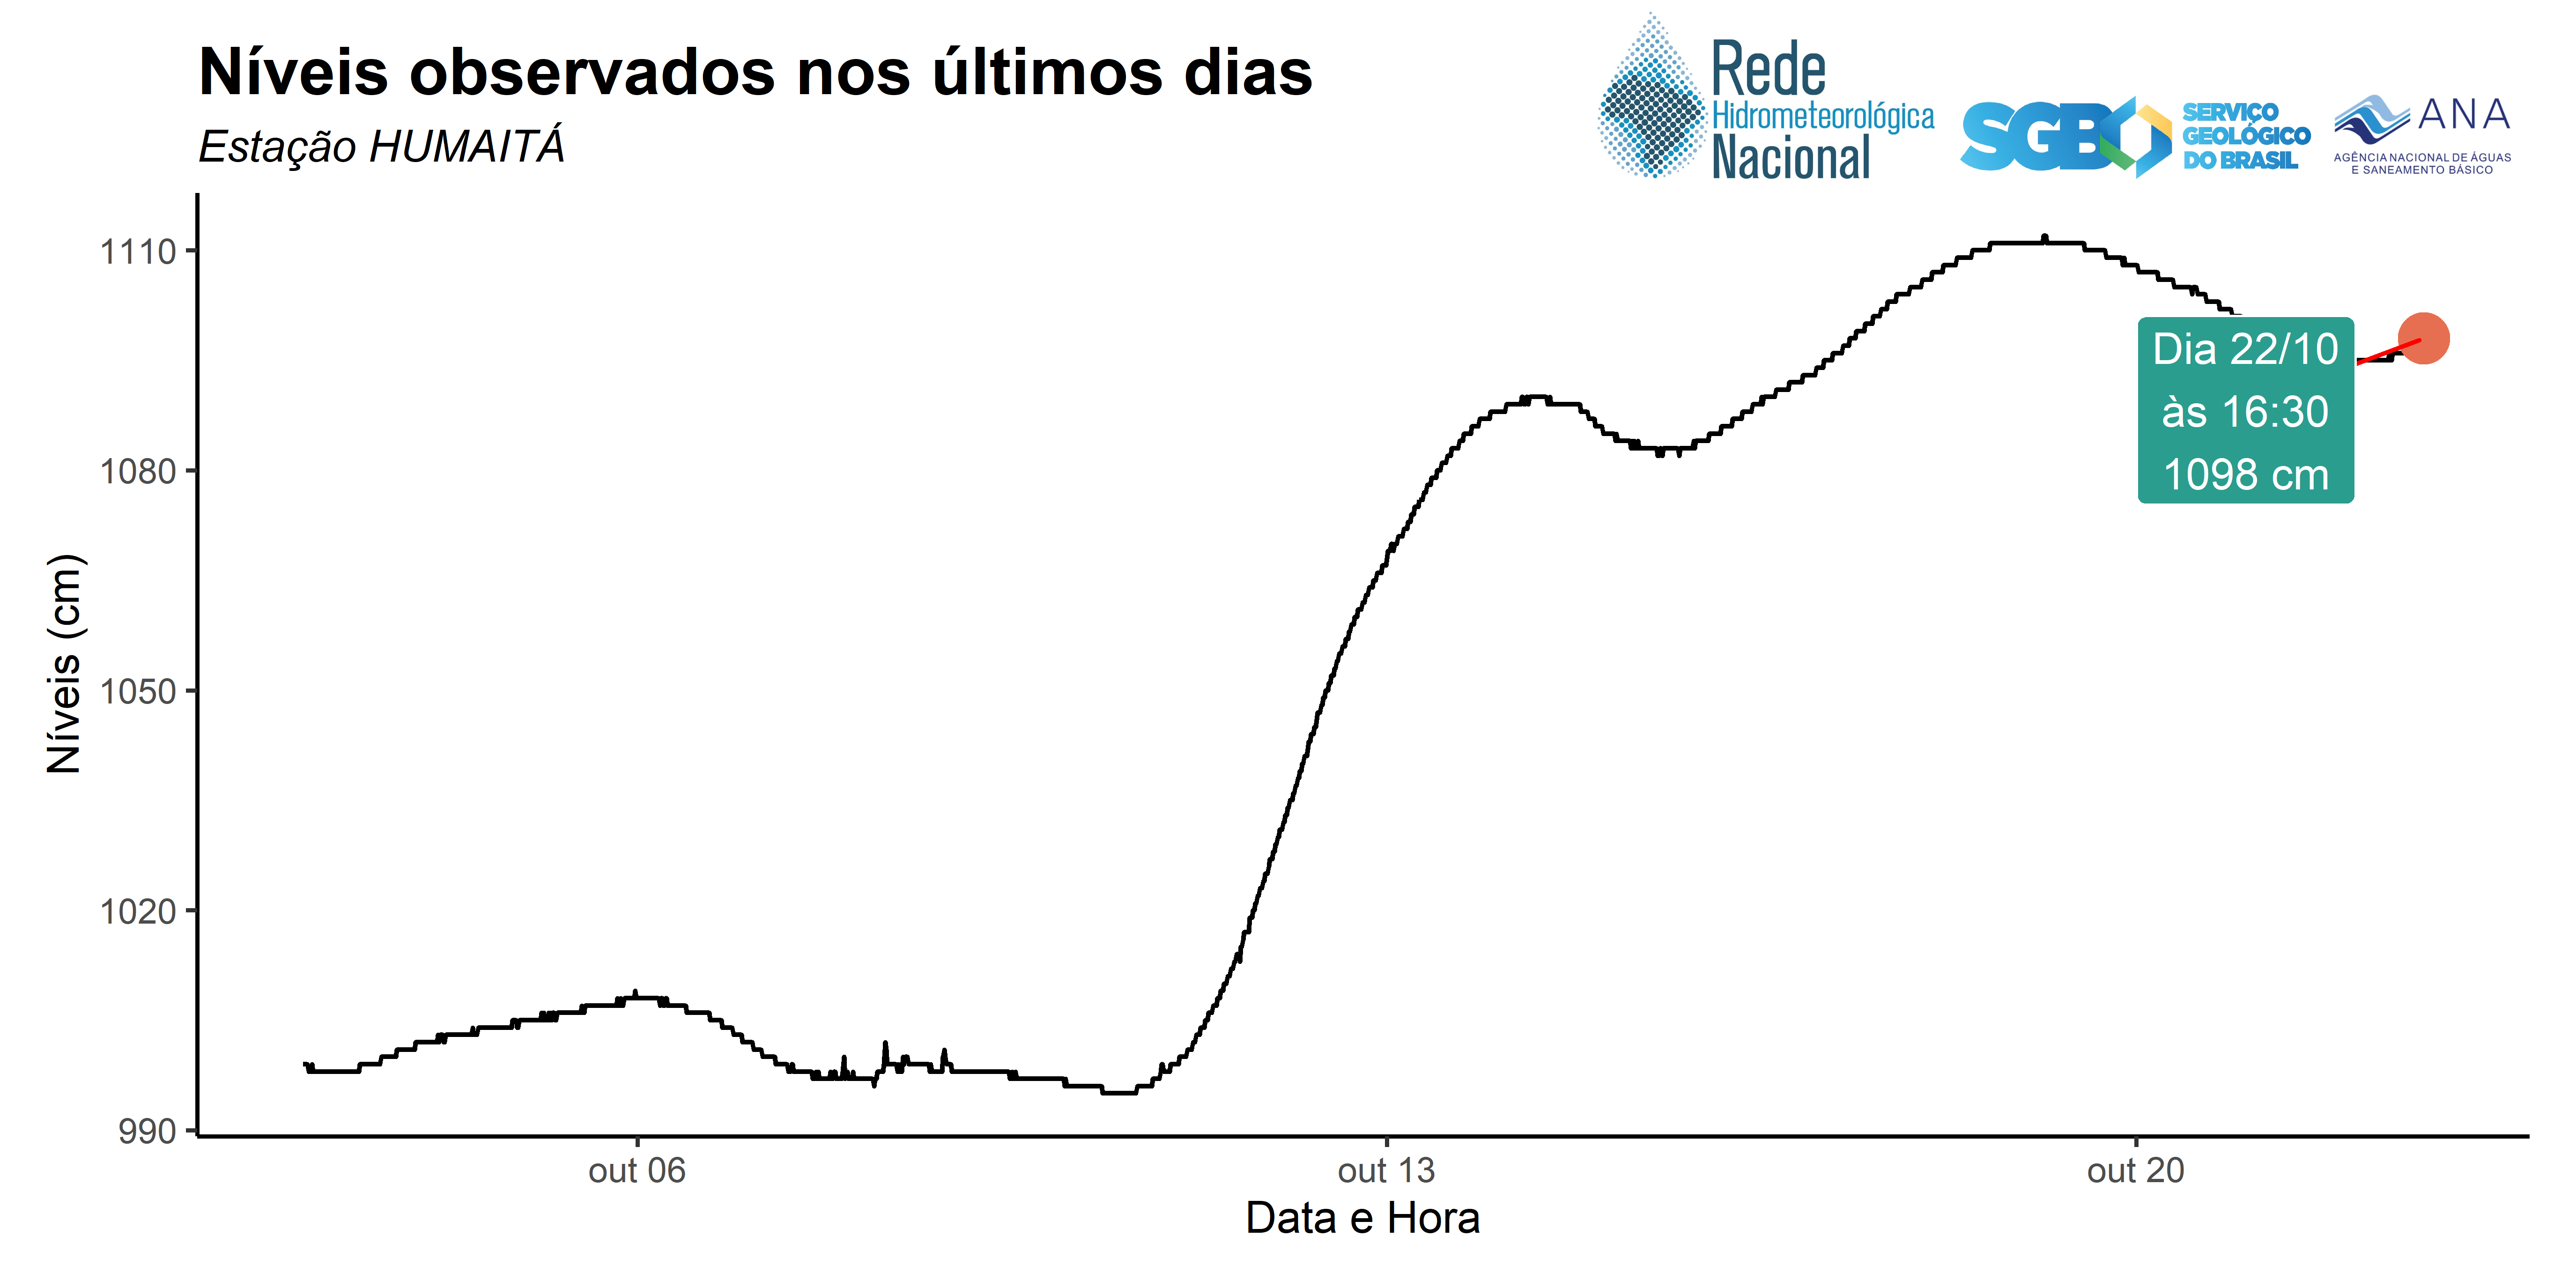 Níveis observados nos últimos dias
Estação HUMAITÁ
Rede
Hidrometeorológica
Nacional
SGB
SERVIÇO
GEOLÓGICO
DO BRASIL
ANA
AGÊNCIA NACIONAL DE ÁGUAS
E SANEAMENTO BÁSICO
Níveis (cm)
1110
1080
1050
1020
990
Dia 22/10
às 16:30
1098 cm
out 06
out 13
out 20
Data e Hora